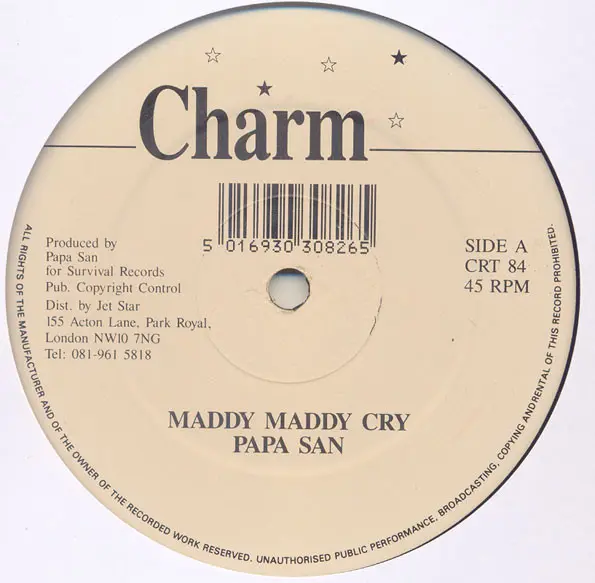 Charm
5 016930 308265
Produced by
Papa San
for Survival Records
Pub. Copyright Control
Dist. by Jet Star
155 Acton Lane, Park Royal,
London NW10 7NG
Tel: 081-961 5818
SIDE A
CRT 84
45 RPM
MADDY MADDY CRY
PAPA SAN
ALL RIGHTS OF THE MANUFACTURER AND OF THE OWNER OF THE RECORDED WORK RESERVED. UNAUTHORISED PUBLIC PERFORMANCE, BROADCASTING, COPYING AND RENTAL OF THIS RECORD PROHIBITED.